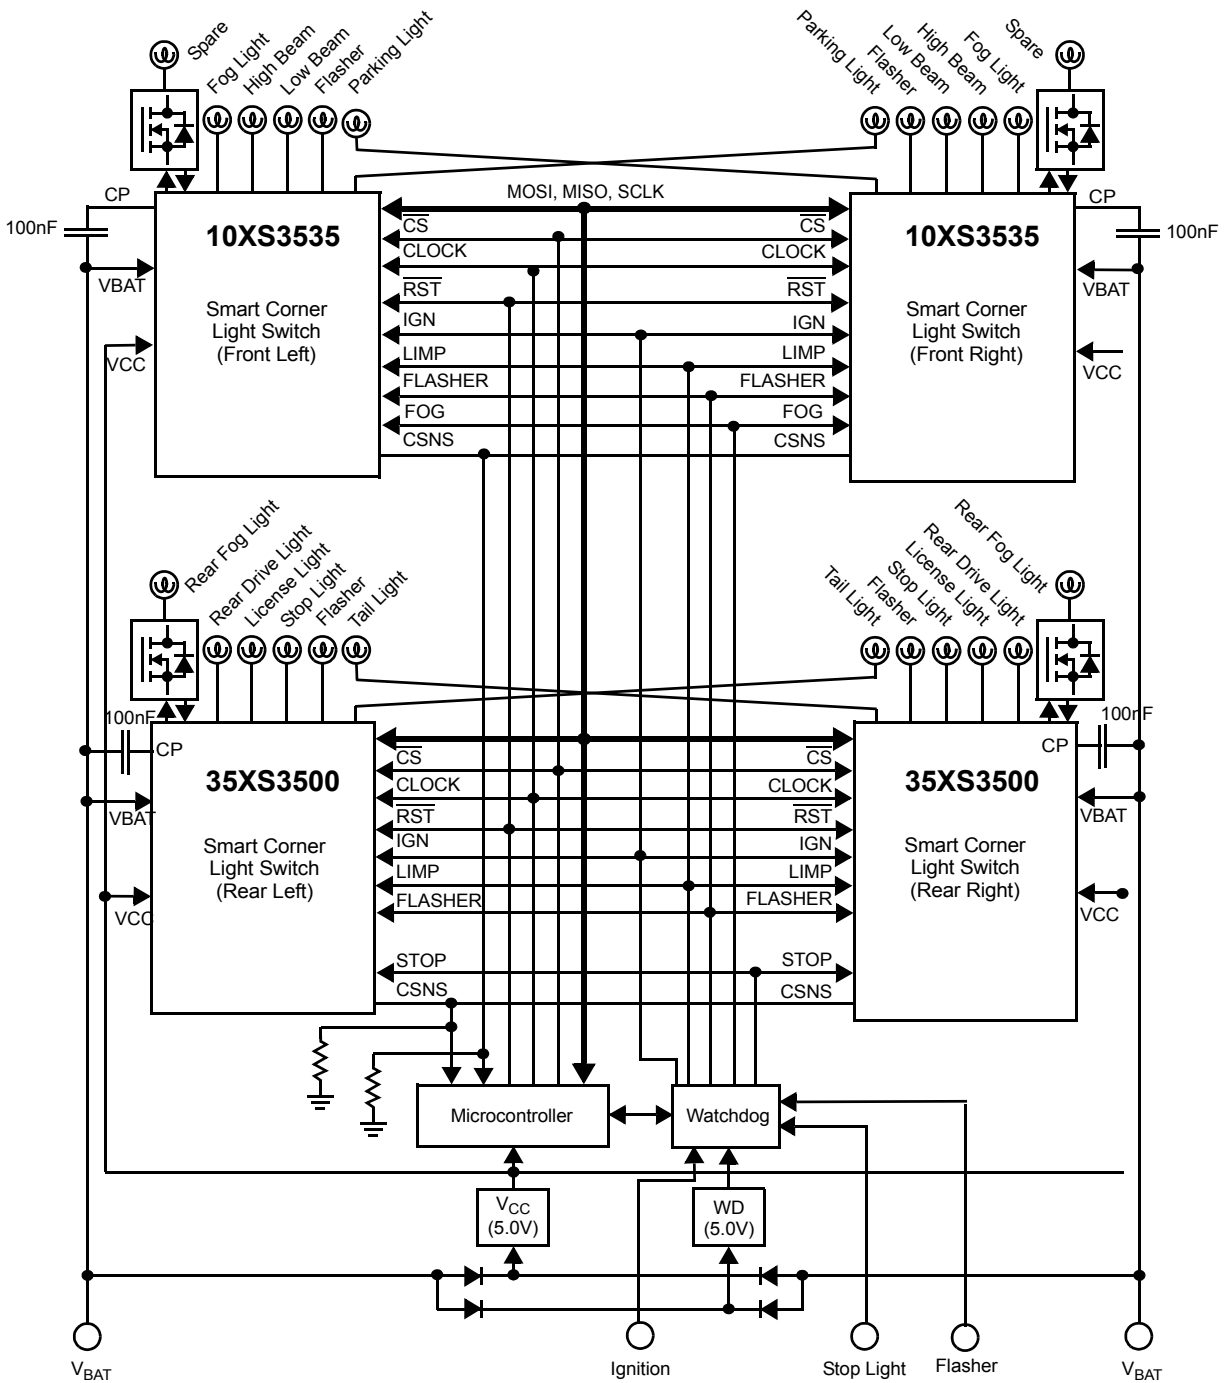 Spare
Fog Light
High Beam
Low Beam
Flasher
Parking Light
Parking Light
Flasher
Low Beam
High Beam
Fog Light
Spare
CP
100nF
VBAT
VCC
10XS3535
Smart Corner
Light Switch
(Front Left)
MOSI, MISO, SCLK
CS
CS
CLOCK
CLOCK
RST
RST
IGN
IGN
LIMP
LIMP
FLASHER
FLASHER
FOG
FOG
CSNS
CSNS
10XS3535
Smart Corner
Light Switch
(Front Right)
CP
100nF
VBAT
VCC
Rear Fog Light
Rear Drive Light
License Light
Stop Light
Flasher
Tail Light
Tail Light
Flasher
Stop Light
License Light
Rear Drive Light
Rear Fog Light
100nF
CP
VBAT
VCC
35XS3500
Smart Corner
Light Switch
(Rear Left)
CS
CS
CLOCK
CLOCK
RST
RST
IGN
IGN
LIMP
LIMP
FLASHER
FLASHER
STOP
STOP
CSNS
CSNS
35XS3500
Smart Corner
Light Switch
(Rear Right)
100nF
CP
VBAT
VCC
Microcontroller
Watchdog
VCC
(5.0V)
WD
(5.0V)
VBAT
Ignition
Stop Light
Flasher
VBAT